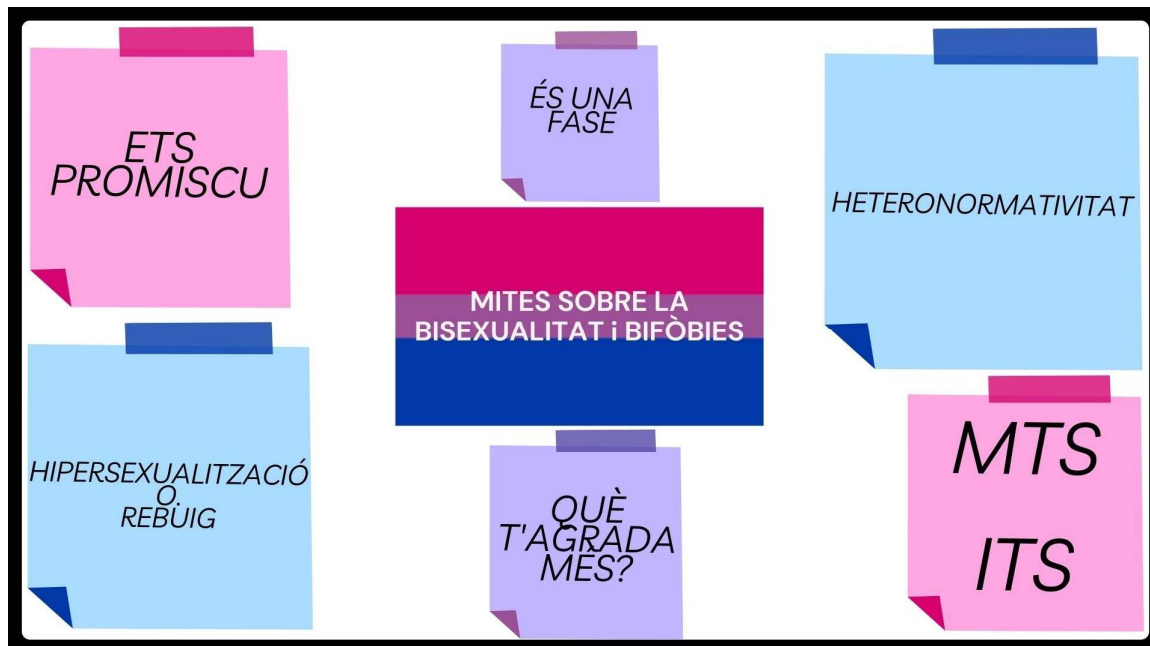 ETS
PROMISCU
ÉS UNA
FASE
HETERONORMATIVITAT
MITES SOBRE LA
BISEXUALITAT i BIFÒBIES
HIPERSEXUALITZACIÓ
O.
REBUIG
QUÈ
T'AGRADA
MÉS?
MTS
ITS